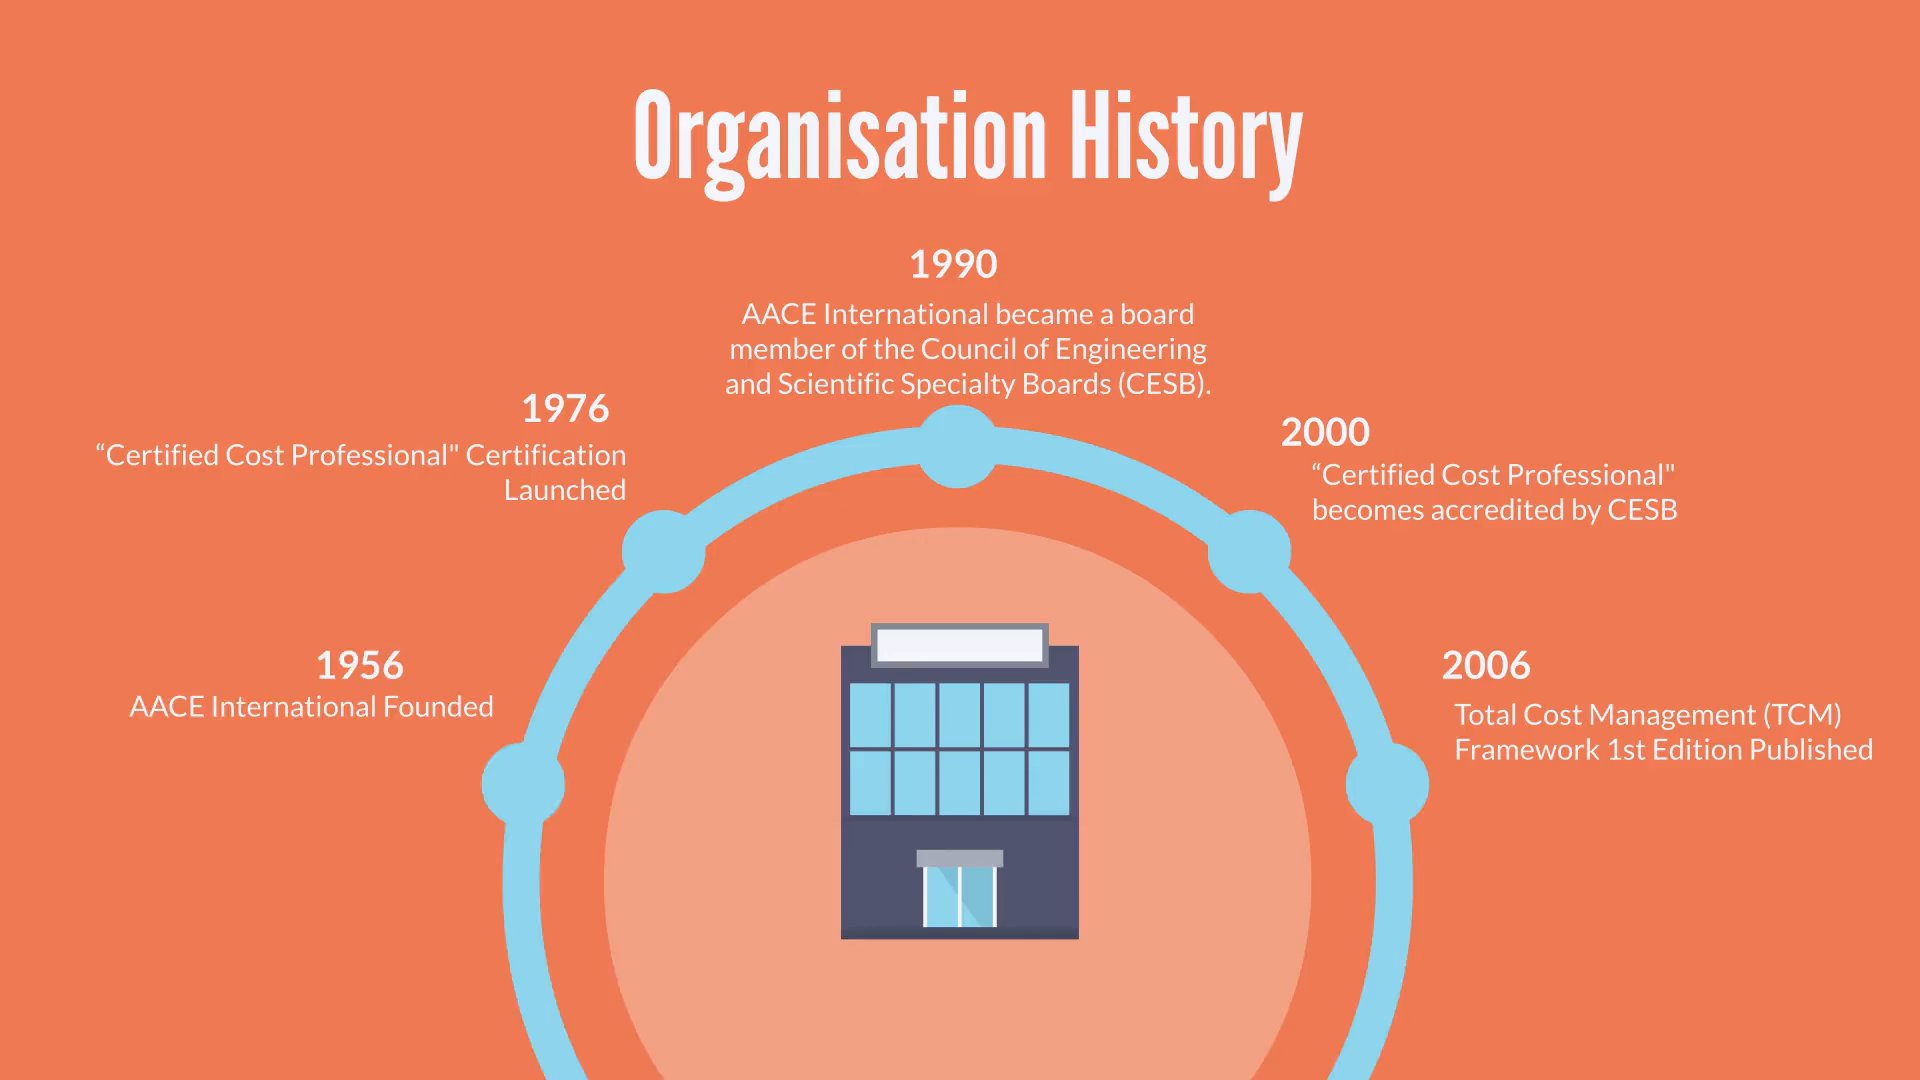 Organisation History
1990
AACE International became a board
member of the Council of Engineering
and Scientific Specialty Boards (CESB).
1976
“Certified Cost Professional" Certification
Launched
2000
“Certified Cost Professional"
becomes accredited by CESB
1956
AACE International Founded
2006
Total Cost Management (TCM)
Framework 1st Edition Published